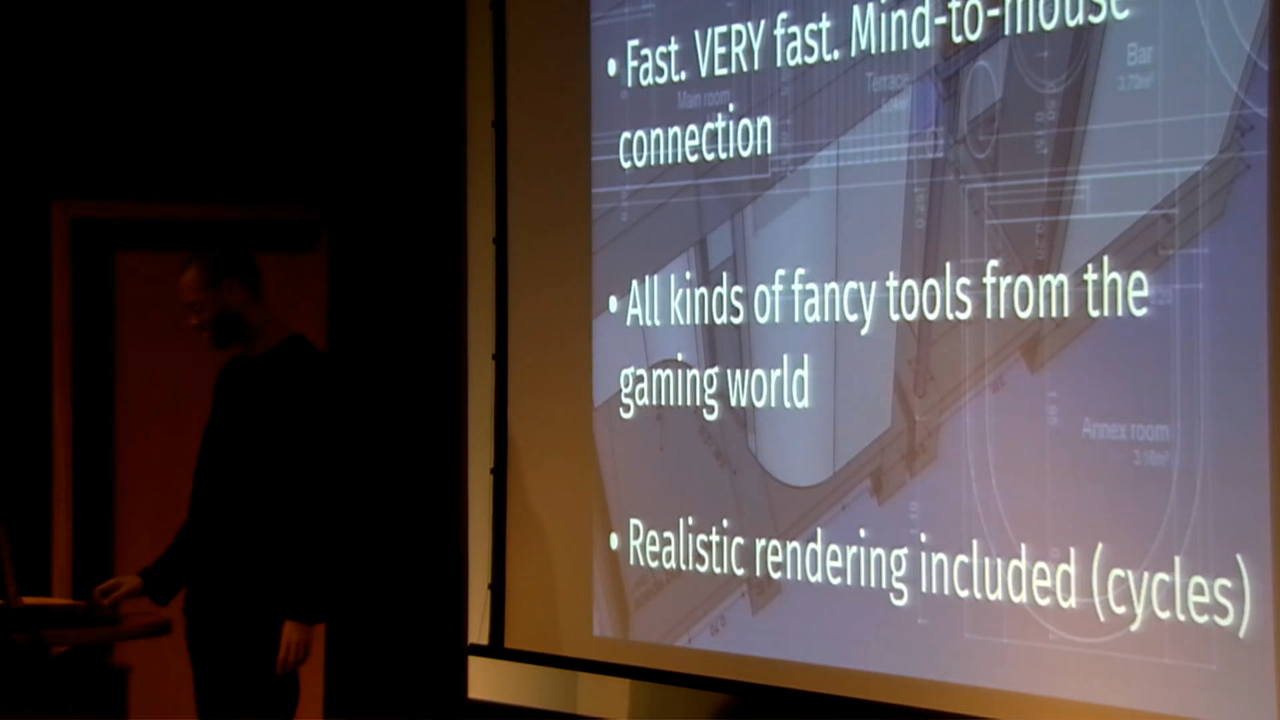 • Fast. VERY fast. Mind-to-mouse
connection
Main room
Terrace
Bar
• All kinds of fancy tools from the
gaming world
Annex room
• Realistic rendering included (cycles)